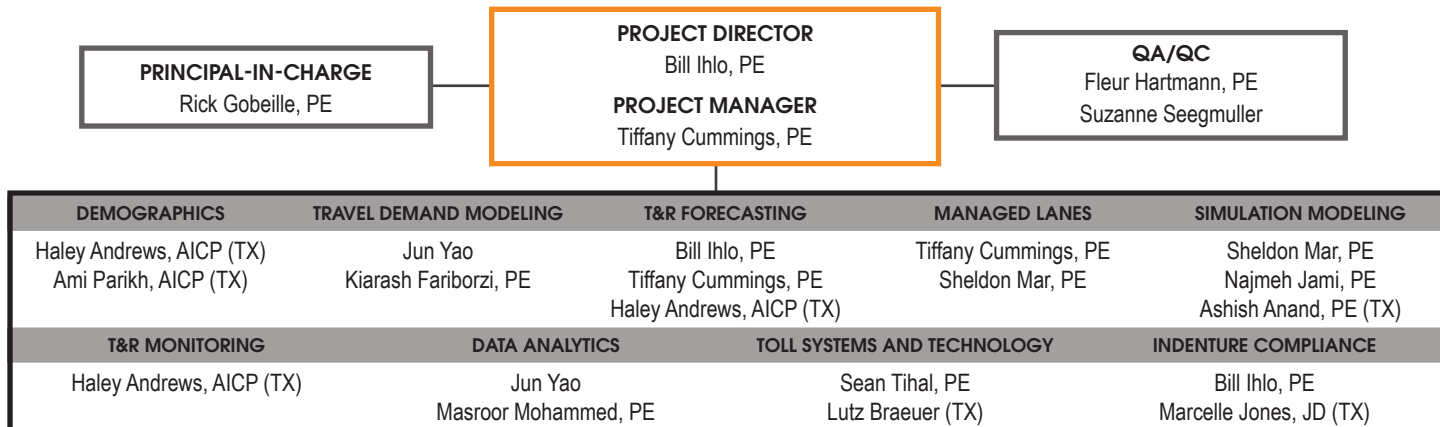 PRINCIPAL-IN-CHARGE
Rick Gobeille, PE
PROJECT DIRECTOR
Bill Ihlo, PE
PROJECT MANAGER
Tiffany Cummings, PE
QA/QC
Fleur Hartmann, PE
Suzanne Seegmuller
DEMOGRAPHICS
Haley Andrews, AICP (TX)
Ami Parikh, AICP (TX)
TRAVEL DEMAND MODELING
Jun Yao
Kiarash Fariborzi, PE
T&R FORECASTING
Bill Ihlo, PE
Tiffany Cummings, PE
Haley Andrews, AICP (TX)
MANAGED LANES
Tiffany Cummings, PE
Sheldon Mar, PE
SIMULATION MODELING
Sheldon Mar, PE
Najmeh Jami, PE
Ashish Anand, PE (TX)
T&R MONITORING
Haley Andrews, AICP (TX)
DATA ANALYTICS
Jun Yao
Masroor Mohammed, PE
TOLL SYSTEMS AND TECHNOLOGY
Sean Tihal, PE
Lutz Braeuer (TX)
INDENTURE COMPLIANCE
Bill Ihlo, PE
Marcelle Jones, JD (TX)